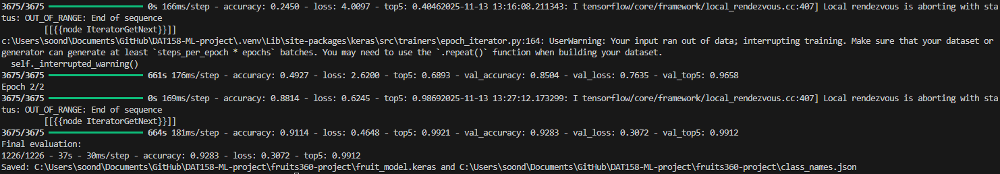 3675/3675 ━━━━━━━━━━━━━━━━━━━━ 0s 166ms/step - accuracy: 0.2450 - loss: 4.0097 - top5: 0.40462025-11-13 13:16:08.211343: I tensorflow/core/framework/local_rendezvous.cc:407] Local rendezvous is aborting with sta
tus: OUT_OF_RANGE: End of sequence
[[{{node IteratorGetNext}}]]
c:\Users\soond\Documents\GitHub\DAT158-ML-project\.venv\Lib\site-packages\keras\src\trainers\epoch_iterator.py:164: UserWarning: Your input ran out of data; interrupting training. Make sure that your dataset or
generator can generate at least `steps_per_epoch * epochs` batches. You may need to use the `.repeat()` function when building your dataset.
self._interrupted_warning()
3675/3675 ━━━━━━━━━━━━━━━━━━━━ 661s 176ms/step - accuracy: 0.4927 - loss: 2.6200 - top5: 0.6893 - val_accuracy: 0.8504 - val_loss: 0.7635 - val_top5: 0.9658
Epoch 2/2
3675/3675 ━━━━━━━━━━━━━━━━━━━━ 0s 169ms/step - accuracy: 0.8814 - loss: 0.6245 - top5: 0.98692025-11-13 13:27:12.173299: I tensorflow/core/framework/local_rendezvous.cc:407] Local rendezvous is aborting with sta
tus: OUT_OF_RANGE: End of sequence
[[{{node IteratorGetNext}}]]
3675/3675 ━━━━━━━━━━━━━━━━━━━━ 664s 181ms/step - accuracy: 0.9114 - loss: 0.4648 - top5: 0.9921 - val_accuracy: 0.9283 - val_loss: 0.3072 - val_top5: 0.9912
Final evaluation:
1226/1226 - 37s - 30ms/step - accuracy: 0.9283 - loss: 0.3072 - top5: 0.9912
Saved: C:\Users\soond\Documents\GitHub\DAT158-ML-project\fruits360-project\fruit_model.keras and C:\Users\soond\Documents\GitHub\DAT158-ML-project\fruits360-project\class_names.json